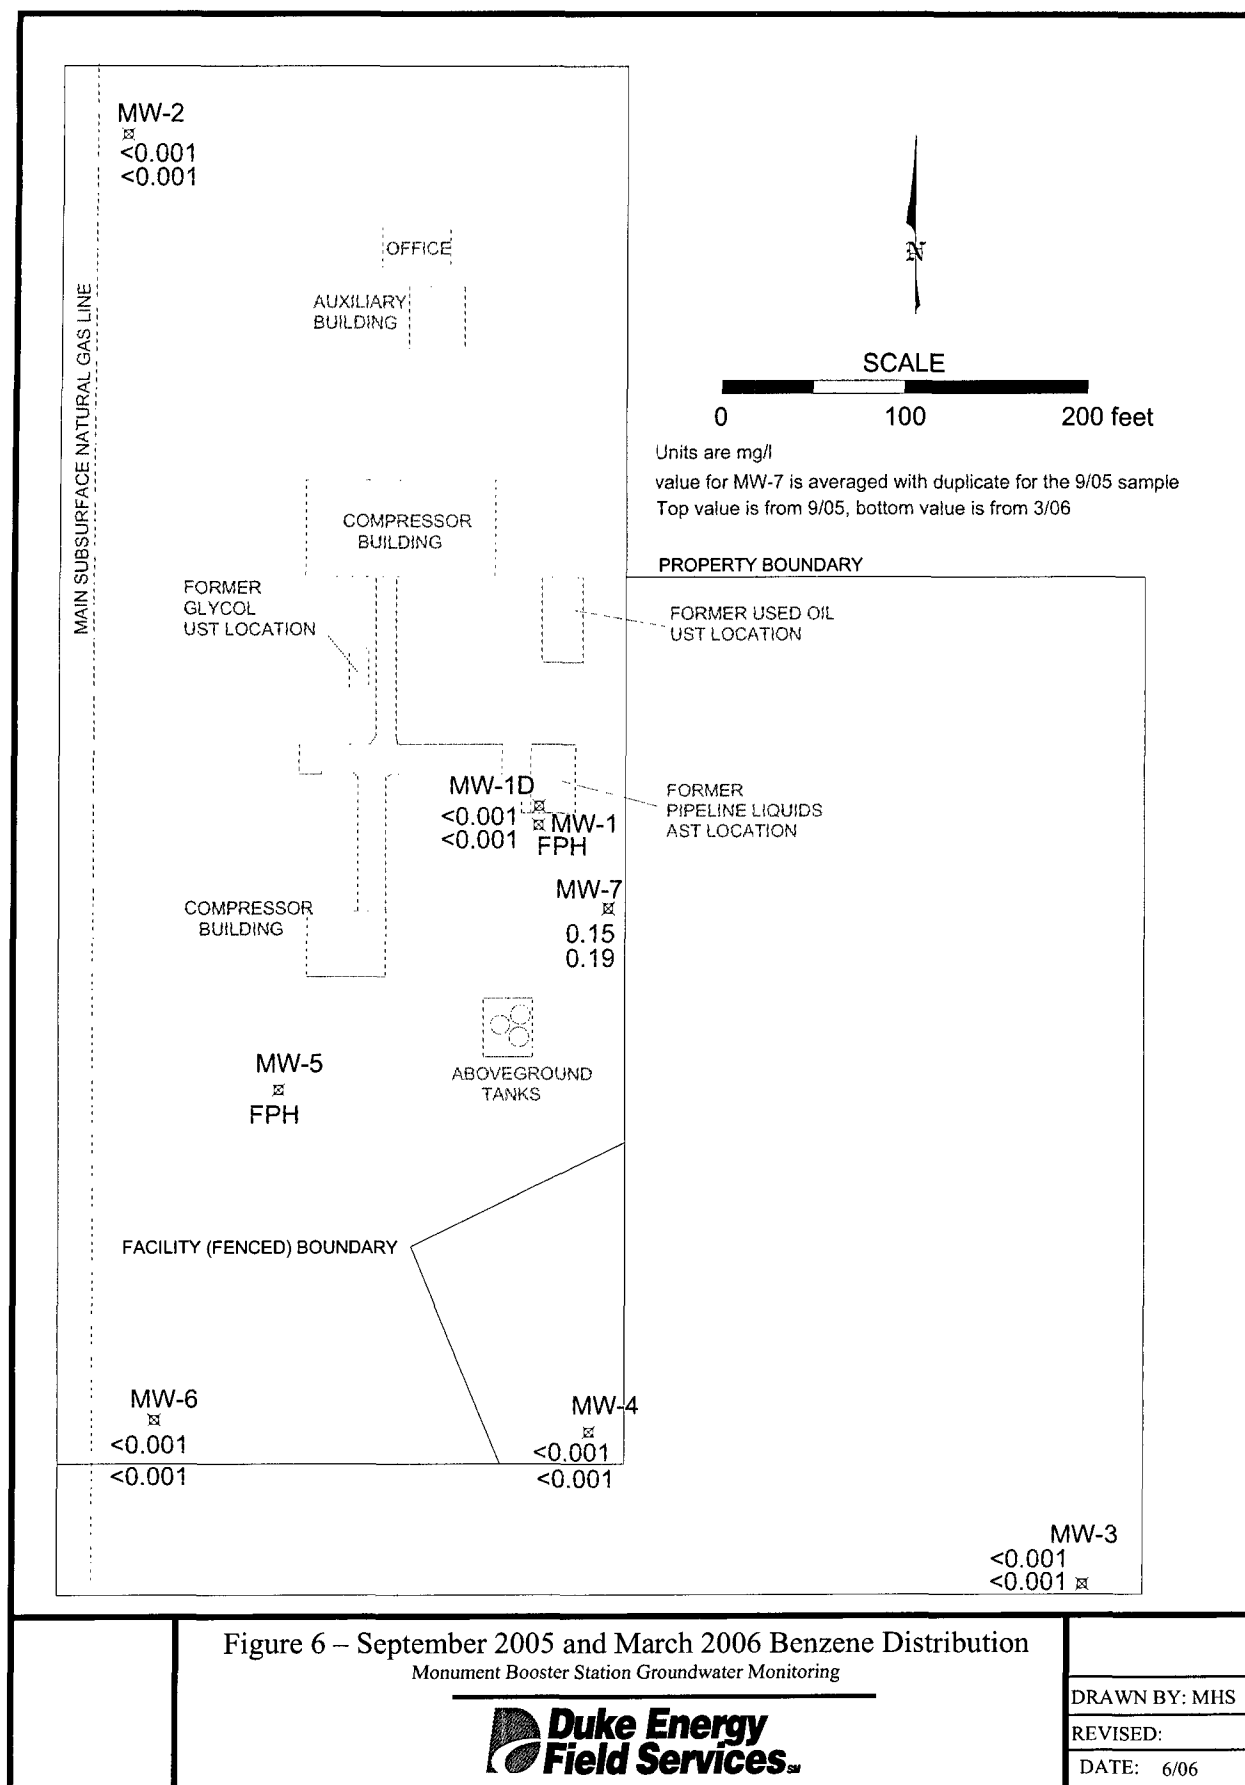 MW-2
<0.001
<0.001
OFFICE
AUXILIARY
BUILDING
MAIN SUBSURFACE NATURAL GAS LINE
N
SCALE
0 100 200 feet
Units are mg/l
value for MW-7 is averaged with duplicate for the 9/05 sample
Top value is from 9/05, bottom value is from 3/06
COMPRESSOR
BUILDING
PROPERTY BOUNDARY
FORMER
GLYCOL
UST LOCATION
FORMER USED OIL
UST LOCATION
MW-1D
<0.001
<0.001
MW-1
FPH
FORMER
PIPELINE LIQUIDS
AST LOCATION
MW-7
0.15
0.19
COMPRESSOR
BUILDING
MW-5
FPH
ABOVEGROUND
TANKS
FACILITY (FENCED) BOUNDARY
MW-6
<0.001
<0.001
MW-4
<0.001
<0.001
MW-3
<0.001
<0.001
Figure 6 – September 2005 and March 2006 Benzene Distribution
Monument Booster Station Groundwater Monitoring
Duke Energy
Field Services SM
DRAWN BY: MHS
REVISED:
DATE: 6/06